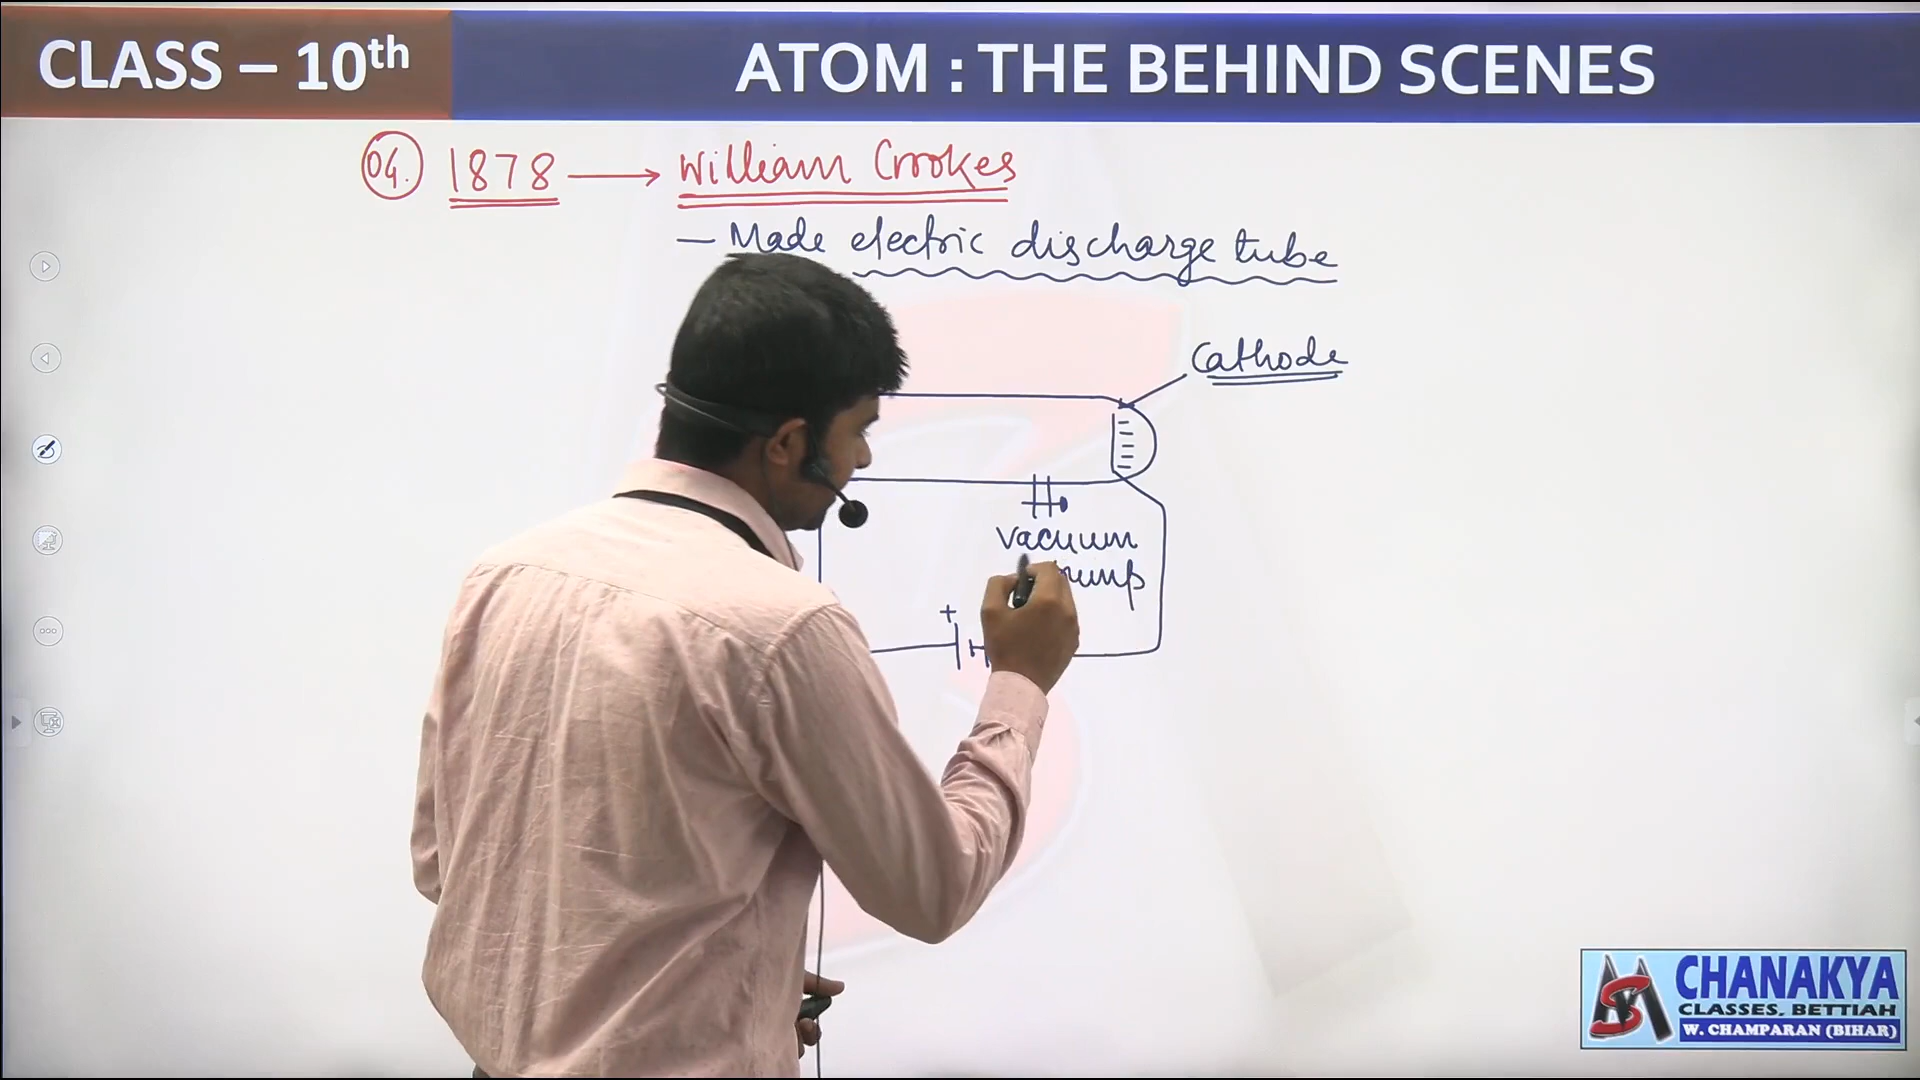 CLASS – 10th
ATOM : THE BEHIND SCENES
04. 1878 → William Crookes
— Made electric discharge tube
Cathode
Vacuum
+
CHANAKYA
CLASSES, BETTIAH
W. CHAMPARAN (BIHAR)